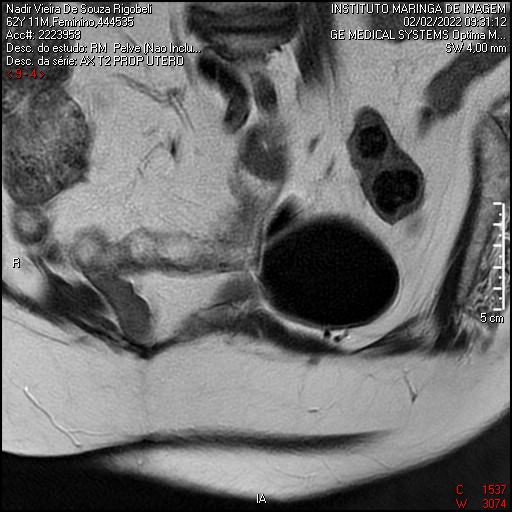 Nadir Vieira De Souza Rigobeli
62Y 11M,Feminino,444535
Acc#: 2223953
Desc. do estudo: RM Pelve (Nao Inclu...
Desc. da série: AX T2 PROP UTERO
<9-4>
INSTITUTO MARINGA DE IMAGEM
02/02/2022 09:31:12
GE MEDICAL SYSTEMS Optima M...
SW 4,00 mm
R
5 cm
IA
C 1537
W 3074